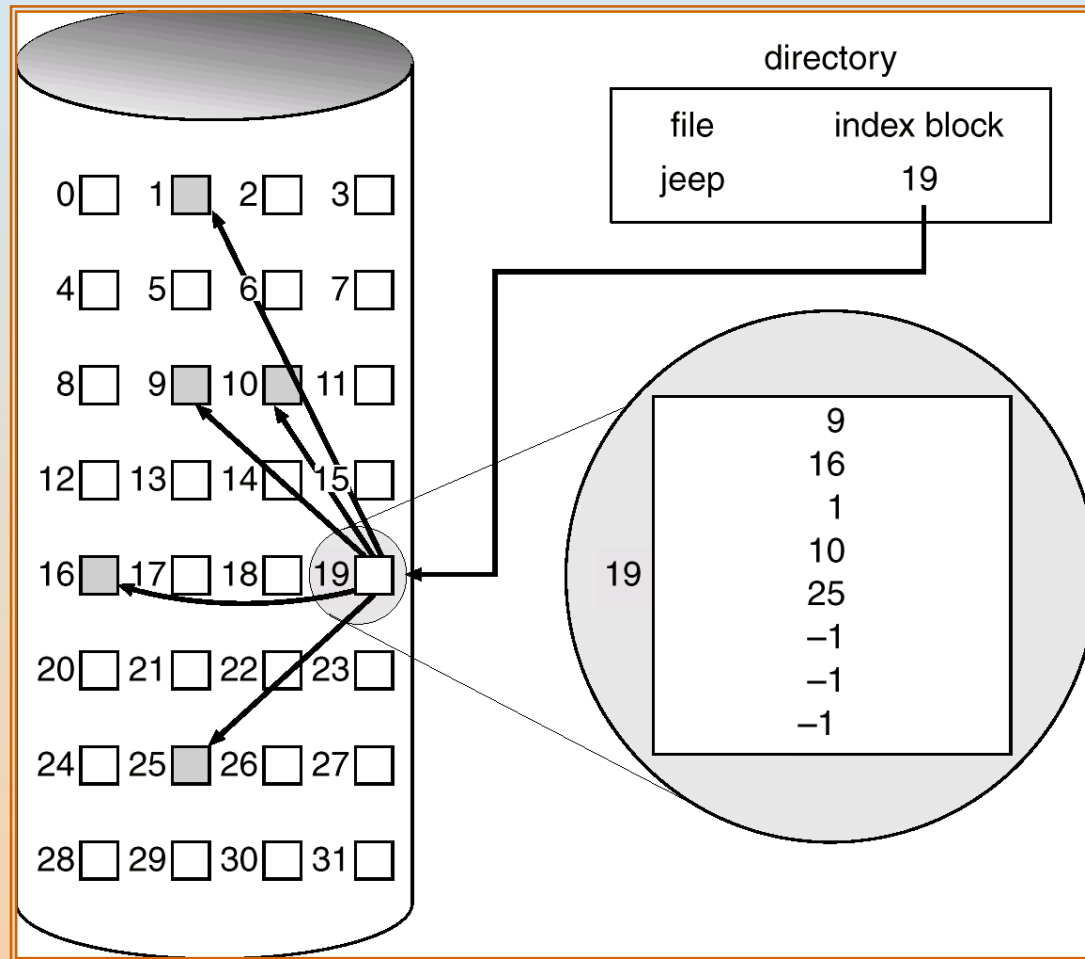 directory
file index block
jeep 19
0 1 2 3
4 5 6 7
8 9 10 11
12 13 14 15
16 17 18 19
20 21 22 23
24 25 26 27
28 29 30 31
19
9
16
1
10
25
–1
–1
–1